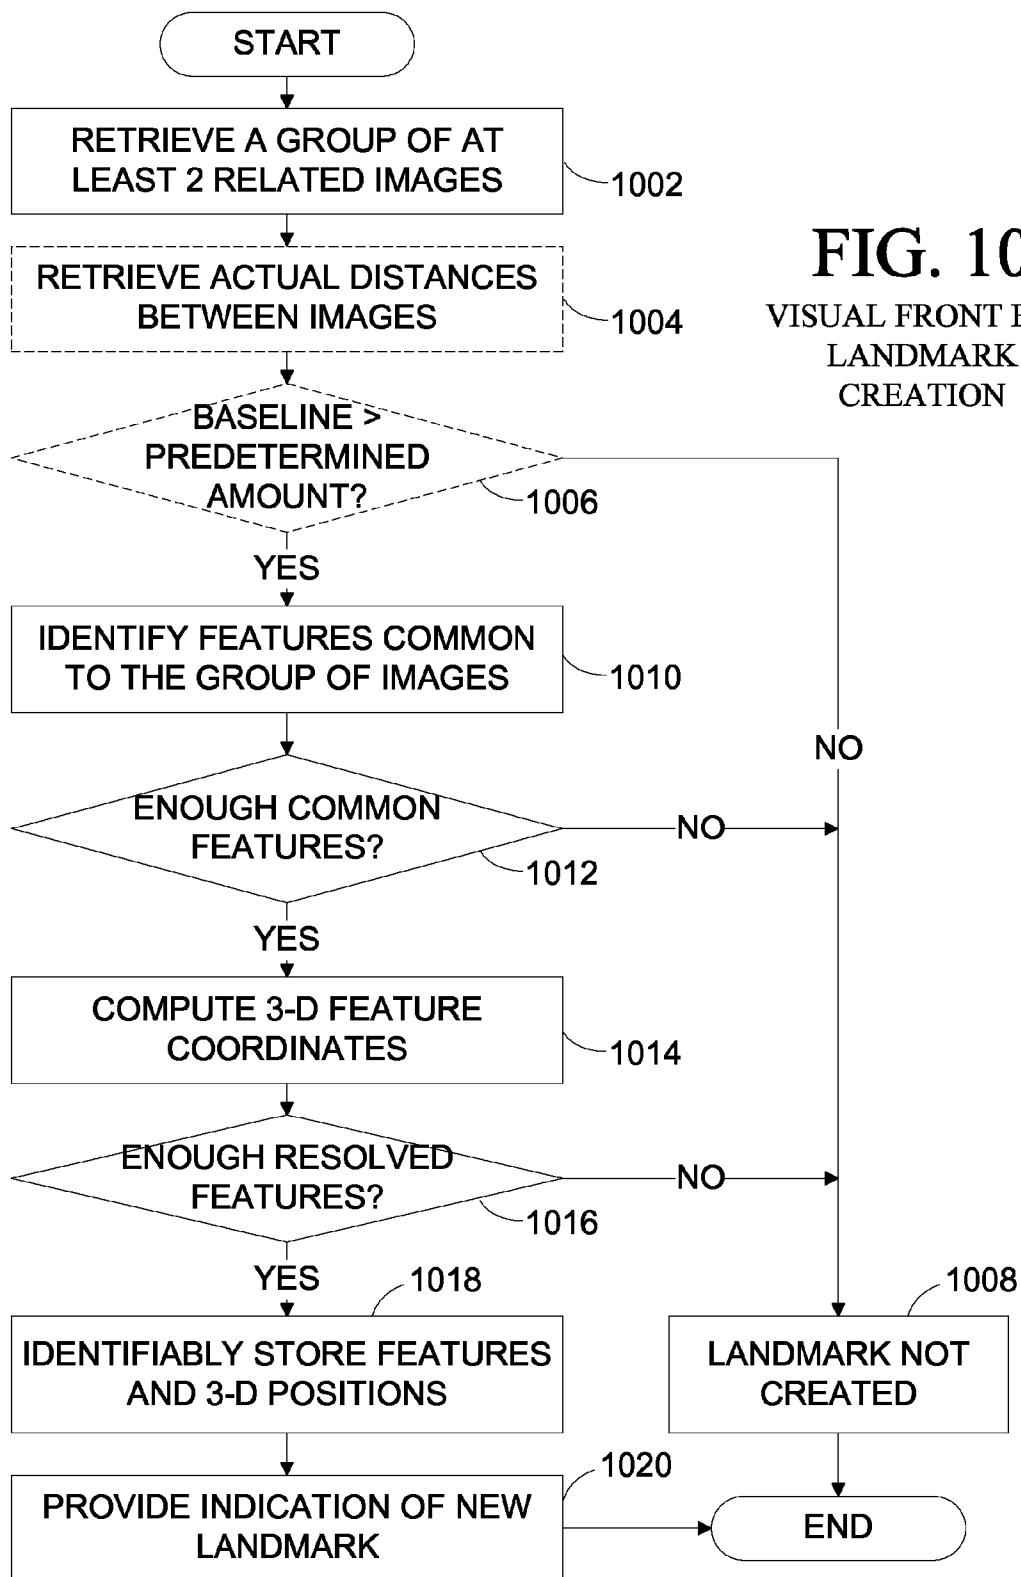 START
RETRIEVE A GROUP OF AT
LEAST 2 RELATED IMAGES
1002
RETRIEVE ACTUAL DISTANCES
BETWEEN IMAGES
1004
FIG. 10
VISUAL FRONT
LANDMARK
CREATION
BASELINE >
PREDETERMINED
AMOUNT?
1006
YES
IDENTIFY FEATURES COMMON
TO THE GROUP OF IMAGES
1010
NO
ENOUGH COMMON
FEATURES?
NO
1012
YES
COMPUTE 3-D FEATURE
COORDINATES
1014
ENOUGH RESOLVED
FEATURES?
NO
1016
YES
1018
1008
IDENTIFIABLY STORE FEATURES
AND 3-D POSITIONS
LANDMARK NOT
CREATED
1020
PROVIDE INDICATION OF NEW
LANDMARK
END